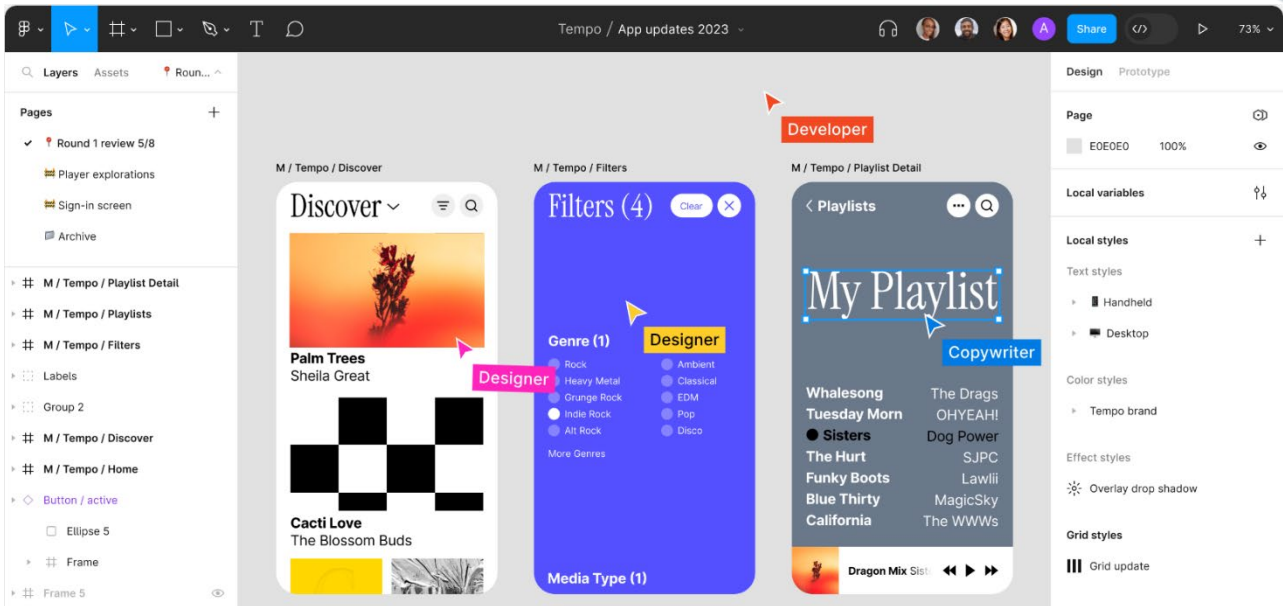 Tempo / App updates 2023
A
Share
73%
Layers
Assets
Roun...
Pages
Round 1 review 5/8
Player explorations
Sign-in screen
Archive
M / Tempo / Playlist Detail
M / Tempo / Playlists
M / Tempo / Filters
Labels
Group 2
M / Tempo / Discover
M / Tempo / Home
Button / active
Ellipse 5
Frame
Frame 5
M / Tempo / Discover
Discover
Palm Trees
Sheila Great
Designer
Cacti Love
The Blossom Buds
M / Tempo / Filters
Filters (4)
Clear
Designer
Genre (1)
Rock
Heavy Metal
Grunge Rock
Indie Rock
Alt Rock
Ambient
Classical
EDM
Pop
Disco
More Genres
Media Type (1)
Developer
M / Tempo / Playlist Detail
Playlists
My Playlist
Copywriter
Whalesong The Drags
Tuesday Morn OHYEAH!
Sisters Dog Power
The Hurt SJPC
Funky Boots Lawlii
Blue Thirty MagicSky
California The WWWs
Dragon Mix Sist
Design
Prototype
Page
E0E0E0 100%
Local variables
Local styles
Text styles
Handheld
Desktop
Color styles
Tempo brand
Effect styles
Overlay drop shadow
Grid styles
Grid update